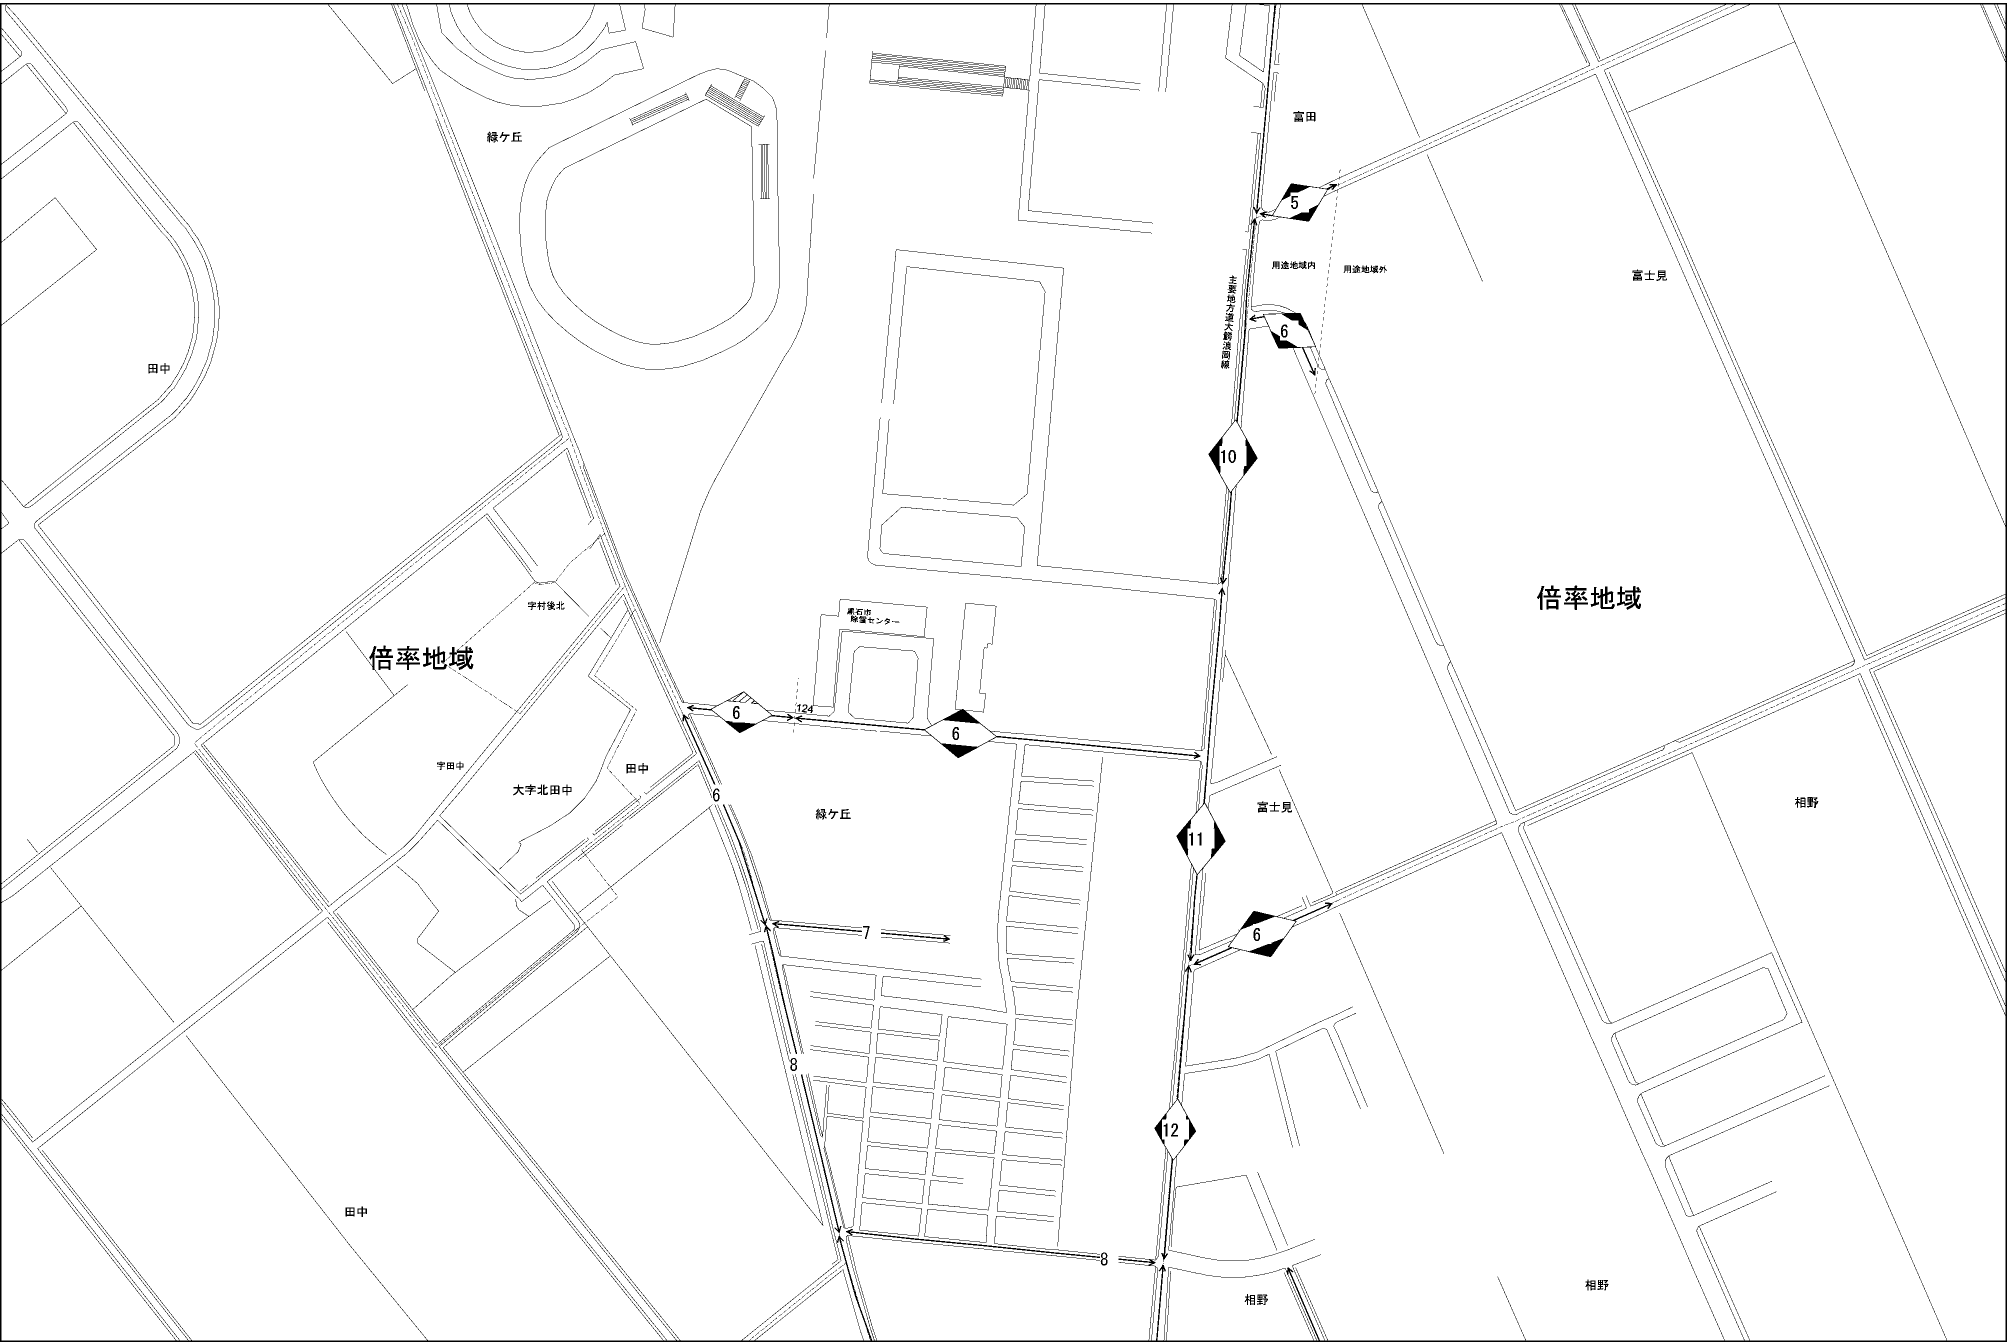 緑ケ丘
富田
5
用途地域内
用途地域外
富士見
主要地方道大鰐浪岡線
6
田中
10
倍率地域
字村後北
黒石市
除雪センター
倍率地域
6
124
6
字田中
田中
大字北田中
6
緑ケ丘
富士見
相野
11
7
6
8
12
田中
8
相野
相野